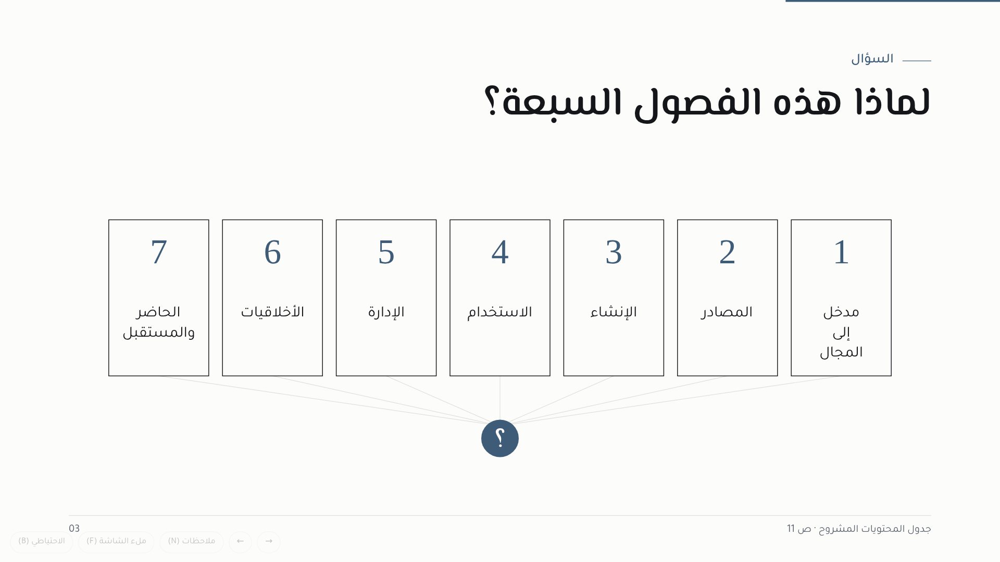 السؤال
لماذا هذه الفصول السبعة؟
1
مدخل
إلى
المجال
2
المصادر
3
الإنشاء
4
الاستخدام
5
الإدارة
6
الأخلاقيات
7
الحاضر
والمستقبل
؟
جدول المحتويات المشروح · ص 11
03
→
←
ملاحظات (N)
ملء الشاشة (F)
الاحتياطي (B)